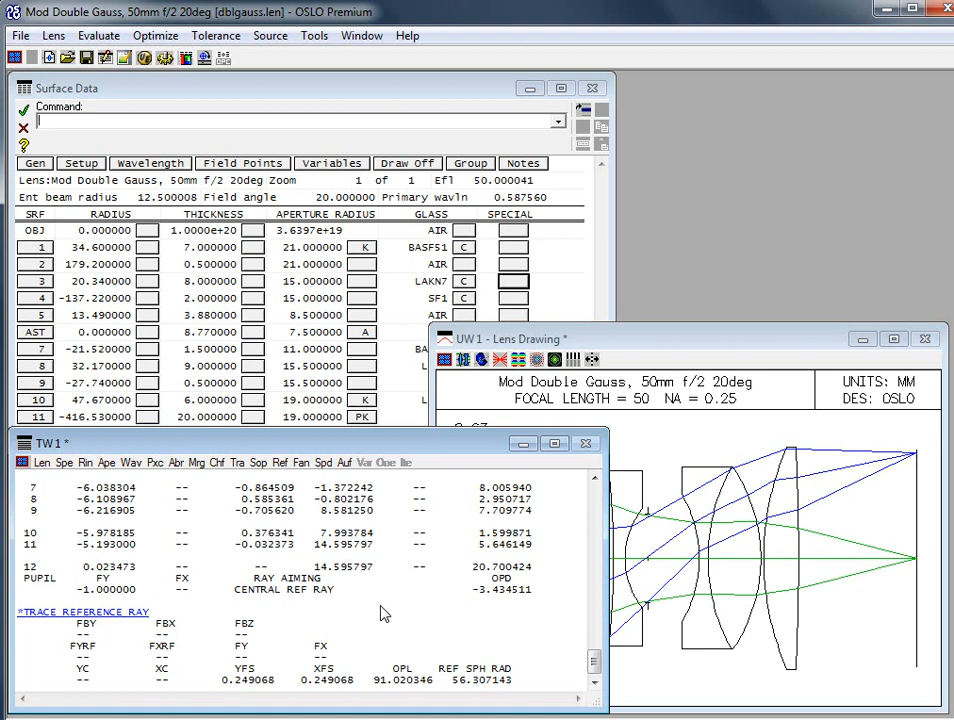 Mod Double Gauss, 50mm f/2 20deg [dblgauss.len] - OSLO Premium
File Lens Evaluate Optimize Tolerance Source Tools Window Help
Surface Data
Command:
Gen Setup Wavelength Field Points Variables Draw Off Group Notes
Lens:Mod Double Gauss, 50mm f/2 20deg Zoom 1 of 1 Efl 50.000041
Ent beam radius 12.500008 Field angle 20.000000 Primary wavln 0.587560
SRF RADIUS THICKNESS APERTURE RADIUS GLASS SPECIAL
OBJ 0.000000 1.0000e+20 3.6397e+19 AIR
1 34.600000 7.000000 21.000000 K BASF51 C
2 179.200000 0.500000 21.000000 AIR
3 20.340000 8.000000 15.000000 LAKN7 C
4 -137.220000 2.000000 15.000000 SF1 C
5 13.490000 3.880000 8.500000 AIR
AST 0.000000 8.770000 7.500000 A
7 -21.520000 1.500000 11.000000 BA
8 32.170000 9.000000 15.500000 L
9 -27.740000 0.500000 15.500000
10 47.670000 6.000000 19.000000 K L
11 -416.530000 20.000000 19.000000 PK
UW 1 - Lens Drawing *
Mod Double Gauss, 50mm f/2 20deg
FOCAL LENGTH = 50 NA = 0.25
UNITS: MM
DES: OSLO
TW 1 *
Len Spe Rin Ape Wav Pxc Abr Mrg Chf Tra Sop Ref Fan Spd Auf Var Ope Ite
7 -6.038304 -- -0.864509 -1.372242 -- 8.005940
8 -6.108967 -- 0.585361 -0.802176 -- 2.950717
9 -6.216905 -- -0.705620 8.581250 -- 7.709774
10 -5.978185 -- 0.376341 7.993784 -- 1.599871
11 -5.193000 -- -0.032373 14.595797 -- 5.646149
12 0.023473 -- -- 14.595797 -- 20.700424
PUPIL FY FX RAY AIMING OPD
-1.000000 -- CENTRAL REF RAY -3.434511
*TRACE REFERENCE RAY
FBY FBX FBZ
-- -- --
FYRF FXRF FY FX
-- -- -- --
YC XC YFS XFS OPL REF SPH RAD
-- -- 0.249068 0.249068 91.020346 56.307143